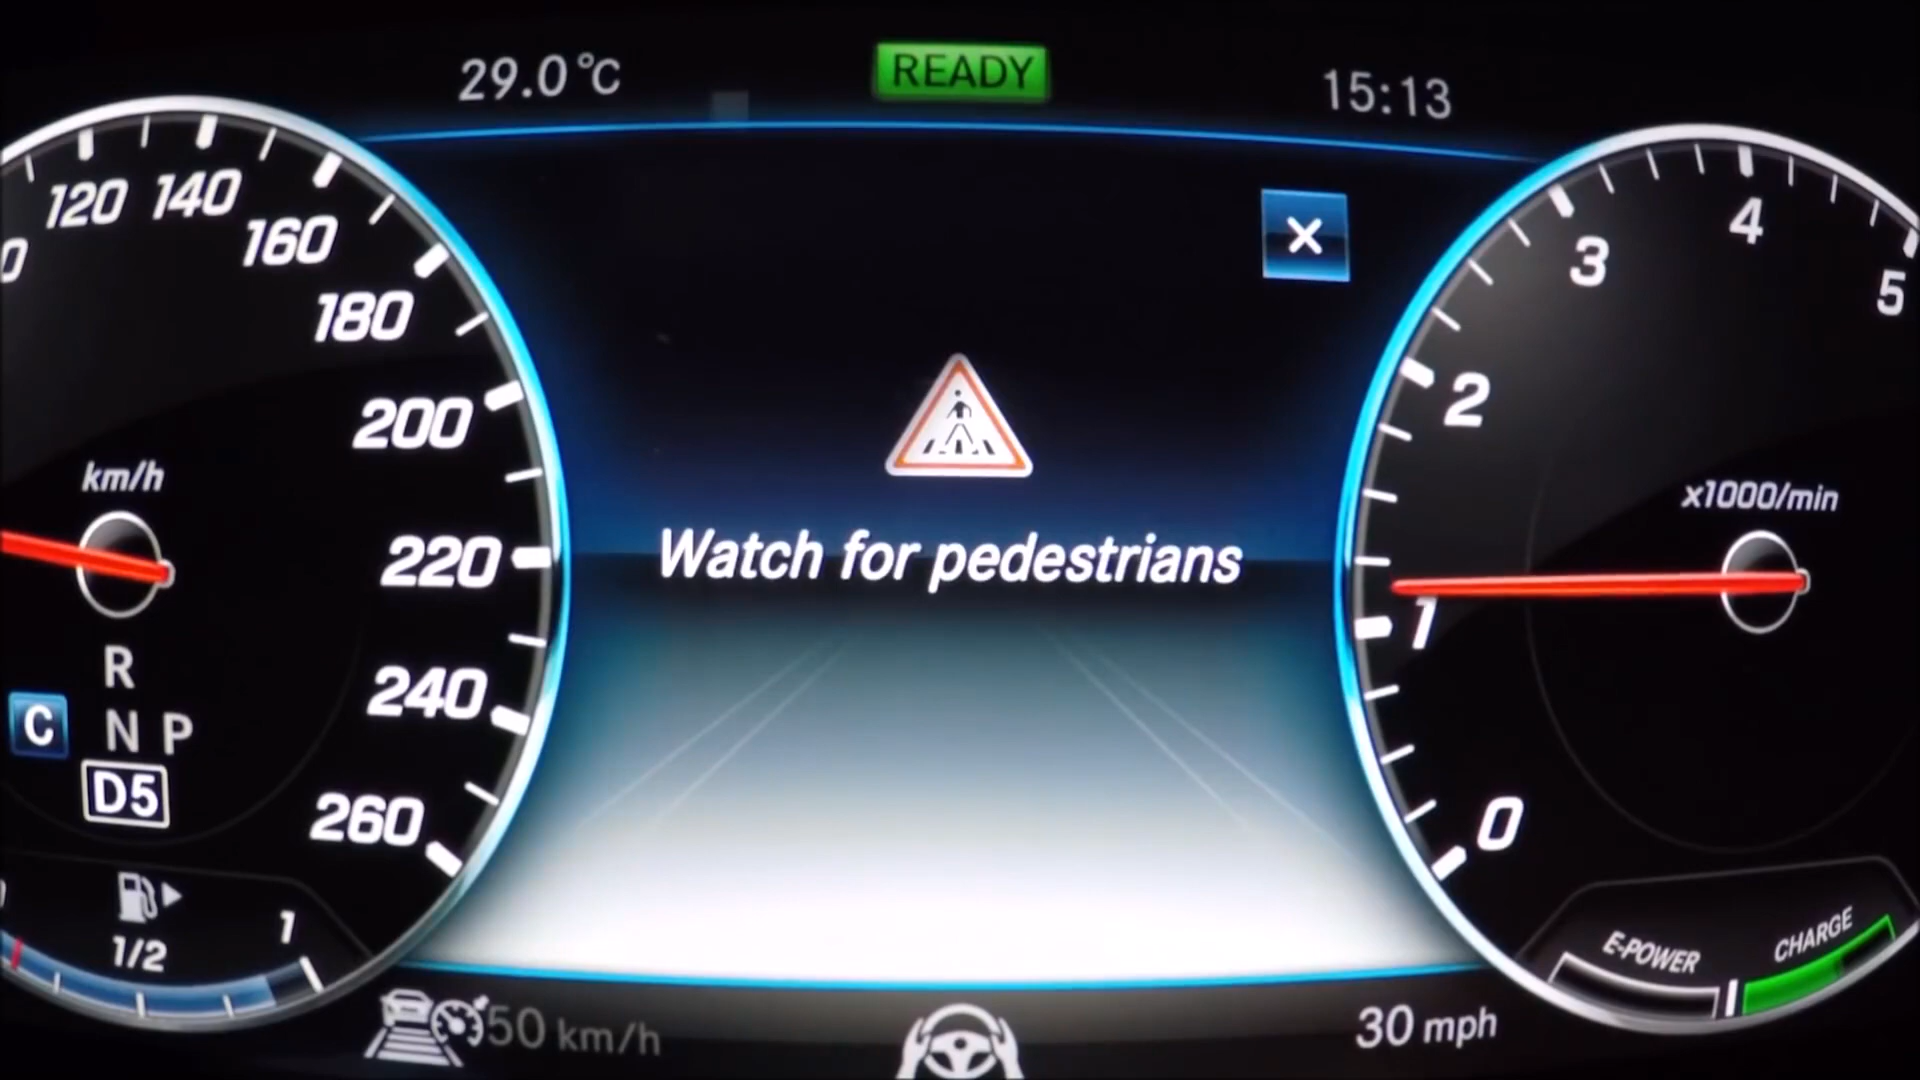 29.0°C
READY
15:13
120
140
160
180
200
220
240
260
km/h
R
C
N P
D5
1/2
1
×
Watch for pedestrians
5
4
3
2
1
0
x1000/min
E-POWER
CHARGE
50 km/h
30 mph